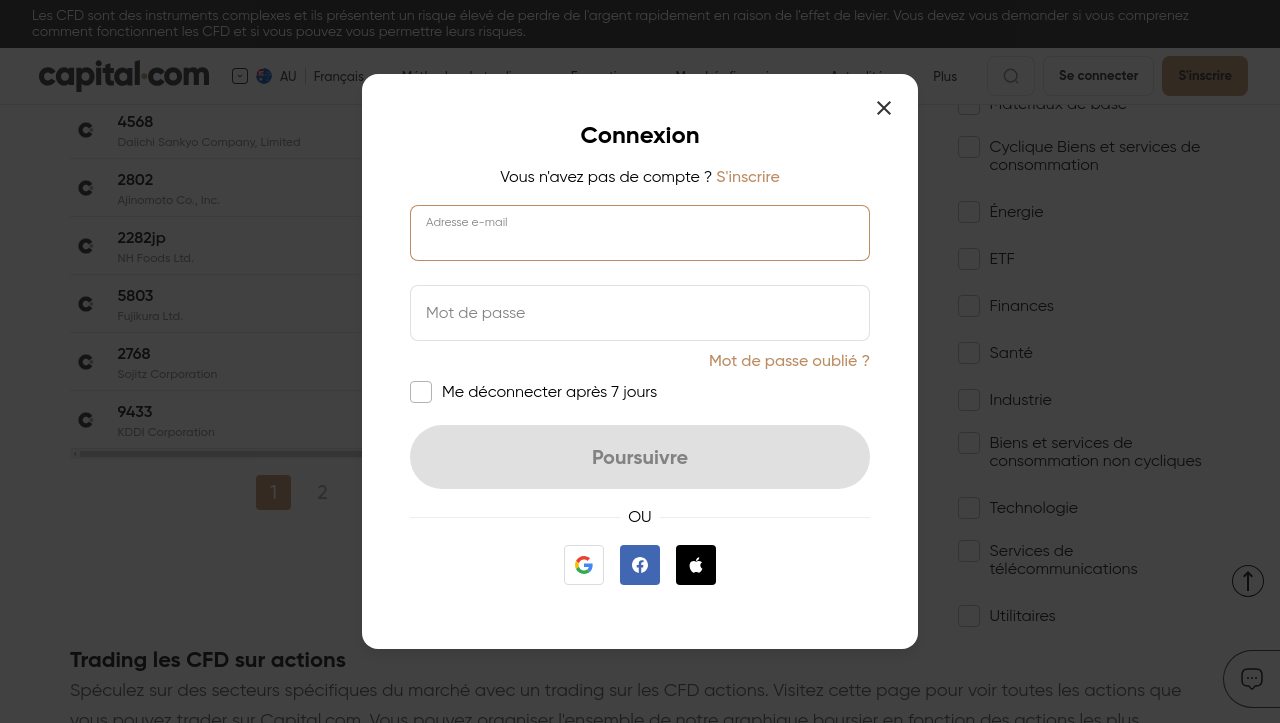 Les CFD sont des instruments complexes et ils présentent un risque élevé de perdre de l'argent rapidement en raison de l'effet de levier. Vous devez vous demander si vous comprenez
comment fonctionnent les CFD et si vous pouvez vous permettre leurs risques.
capital.com
AU
Français
Plus
Se connecter
S'inscrire
4568
Daiichi Sankyo Company, Limited
2802
Ajinomoto Co., Inc.
2282jp
NH Foods Ltd.
5803
Fujikura Ltd.
2768
Sojitz Corporation
9433
KDDI Corporation
1
2
Connexion
Vous n'avez pas de compte ? S'inscrire
Adresse e-mail
Mot de passe
Mot de passe oublié ?
Me déconnecter après 7 jours
Poursuivre
OU
Matériaux de base
Cyclique Biens et services de
consommation
Énergie
ETF
Finances
Santé
Industrie
Biens et services de
consommation non cycliques
Technologie
Services de
télécommunications
Utilitaires
Trading les CFD sur actions
Spéculez sur des secteurs spécifiques du marché avec un trading sur les CFD actions. Visitez cette page pour voir toutes les actions que
vous pouvez trader sur Capital.com. Vous pouvez organiser l'ensemble de notre graphique boursier en fonction des actions les plus